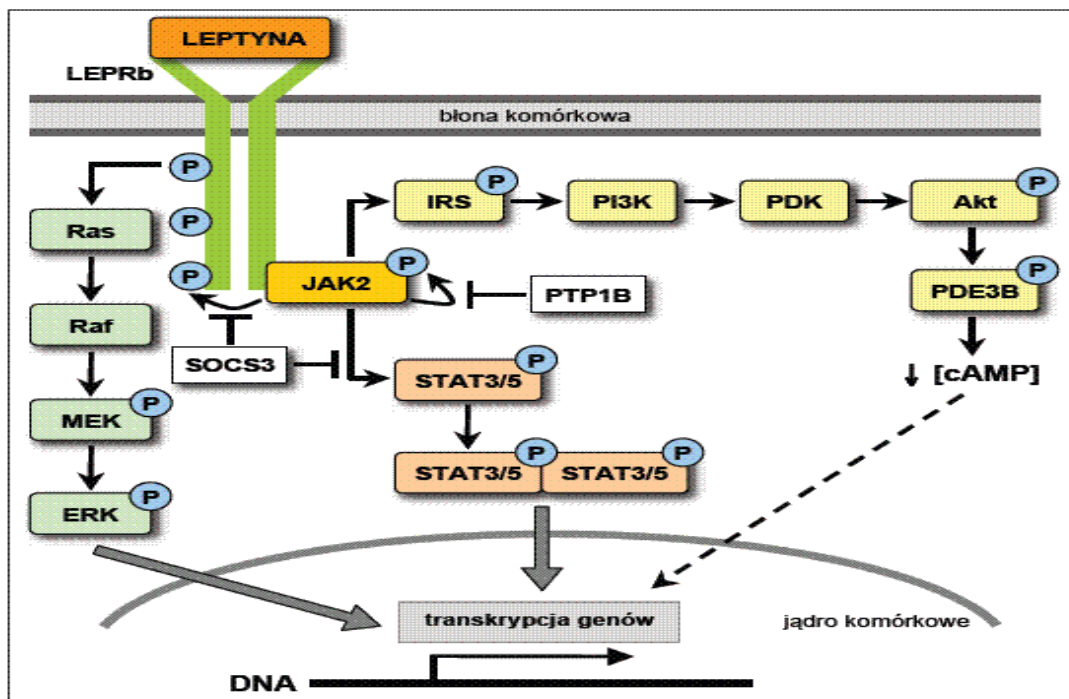 LEPTYNA
LEPRb
błona komórkowa
P
P
IRS
P
PI3K
PDK
Akt
P
Ras
P
P
JAK2
P
PTP1B
PDE3B
P
Raf
SOCS3
STAT3/5
P
↓ [cAMP]
MEK
P
STAT3/5
P
STAT3/5
P
ERK
P
transkrypcja genów
jądro komórkowe
DNA